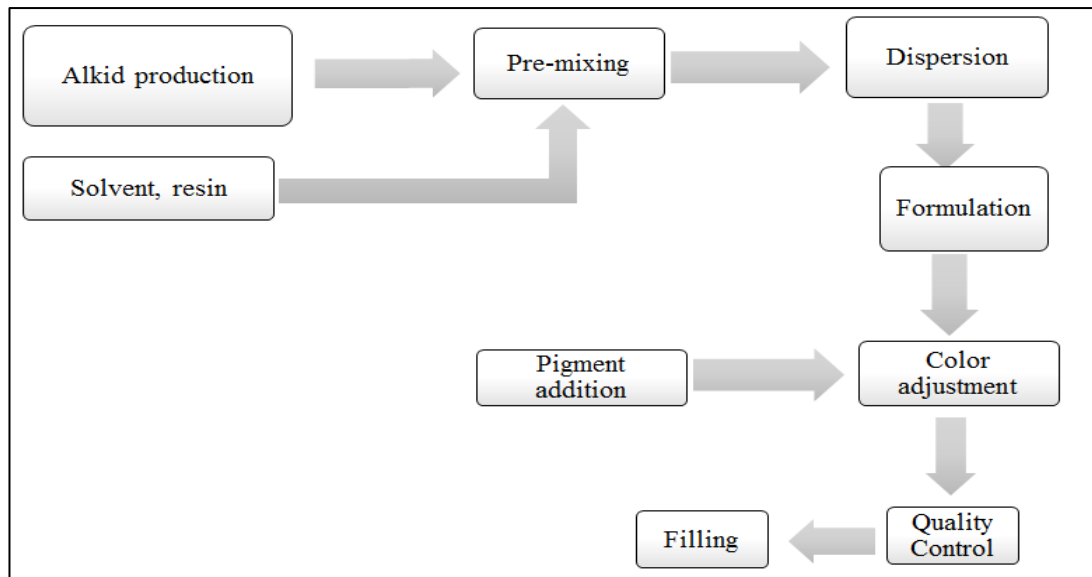 Alkid production
Pre-mixing
Dispersion
Solvent, resin
Formulation
Pigment
addition
Color
adjustment
Filling
Quality
Control